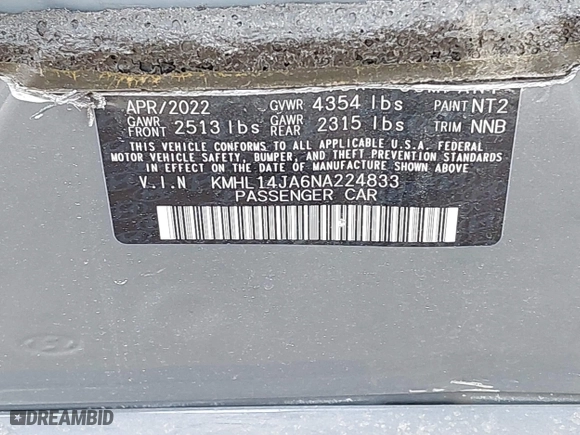 APR/2022 GVWR 4354 lbs PAINT NT2
GAWR FRONT 2513 lbs GAWR REAR 2315 lbs TRIM NNB
THIS VEHICLE CONFORMS TO ALL APPLICABLE U.S.A. FEDERAL
MOTOR VEHICLE SAFETY, BUMPER, AND THEFT PREVENTION STANDARDS
IN EFFECT ON THE DATE OF MANUFACTURE SHOWN ABOVE.
V.I.N KMHL14JA6NA224833
PASSENGER CAR
DREAMBID